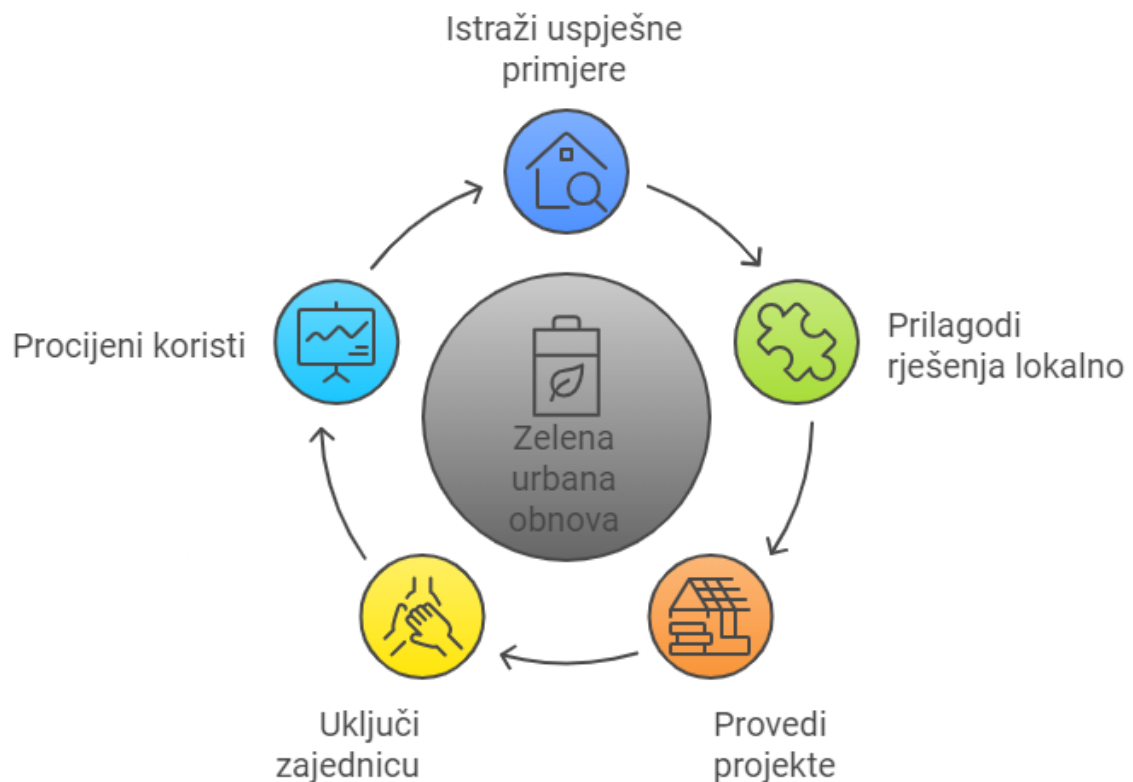 Istraži uspješne
primjere
Prilagodi
rješenja lokalno
Provedi
projekte
Uključi
zajednicu
Procijeni koristi
Zelena
urbana
obnova